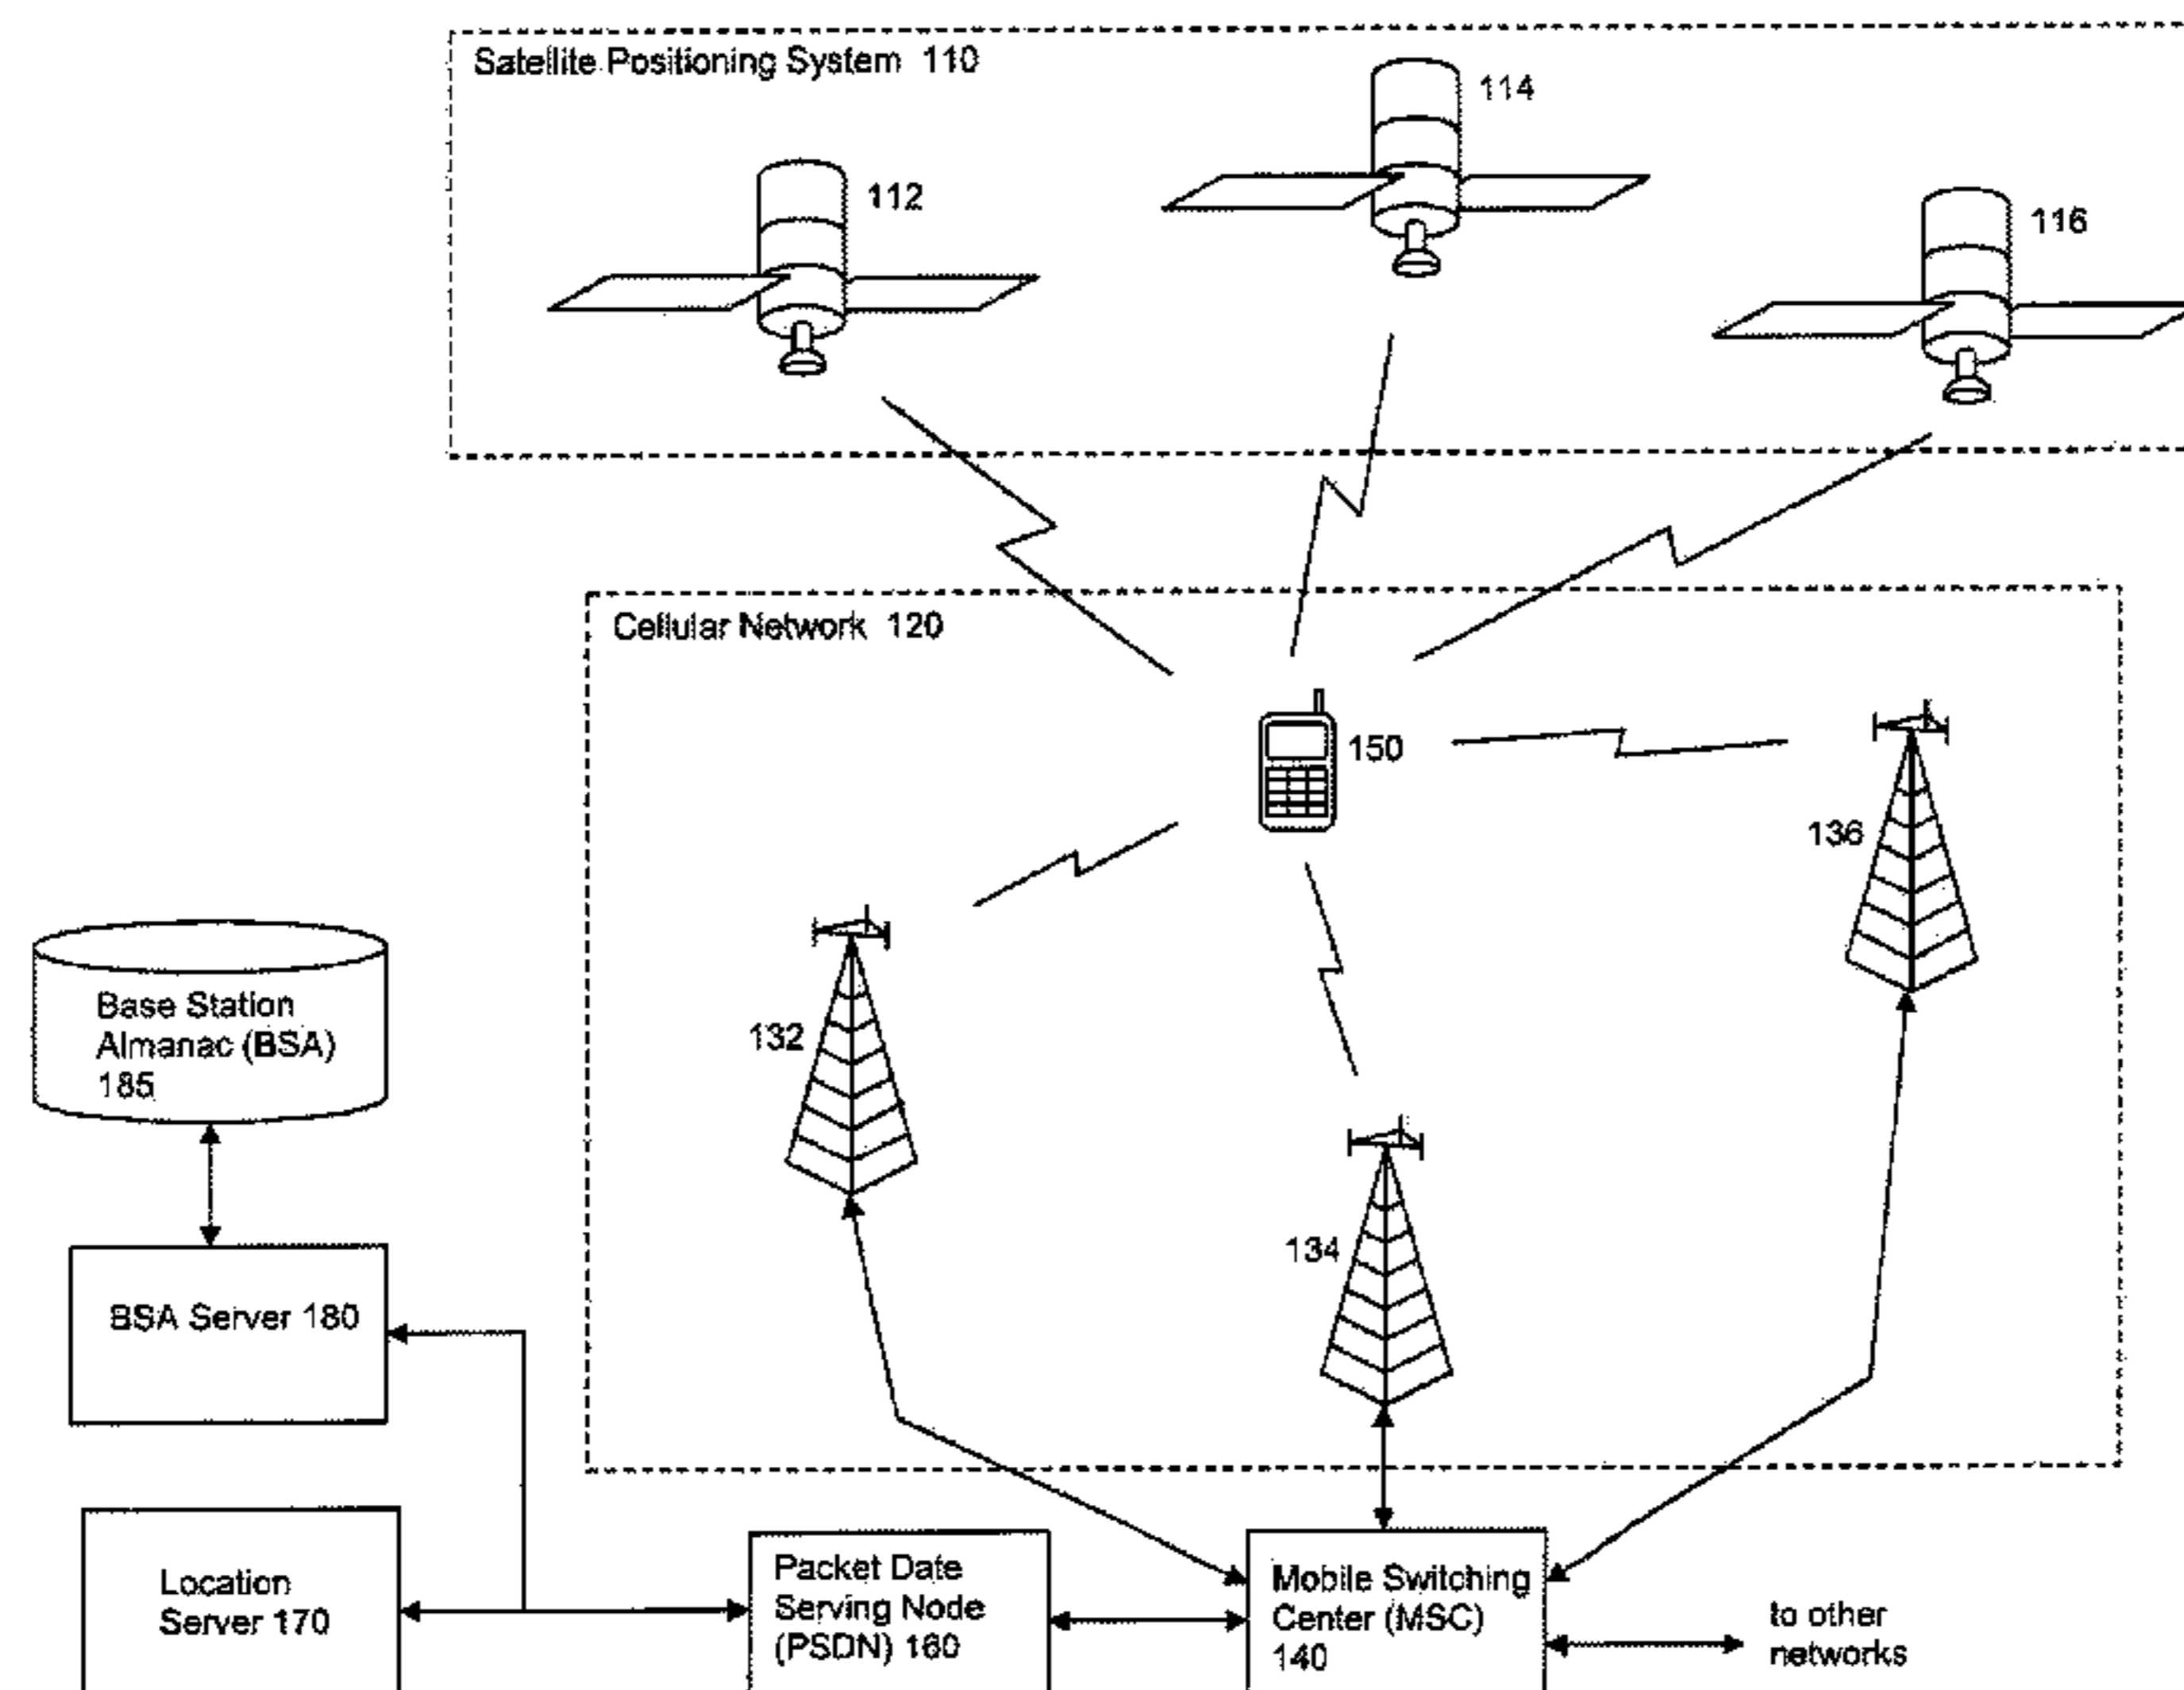 Satellite Positioning System 110
114
112
116
Cellular Network 120
150
136
Base Station
Almanac (BSA)
185
132
134
BSA Server 180
Location
Server 170
Packet Date
Serving Node
(PSDN) 160
Mobile Switching
Center (MSC)
140
to other
networks